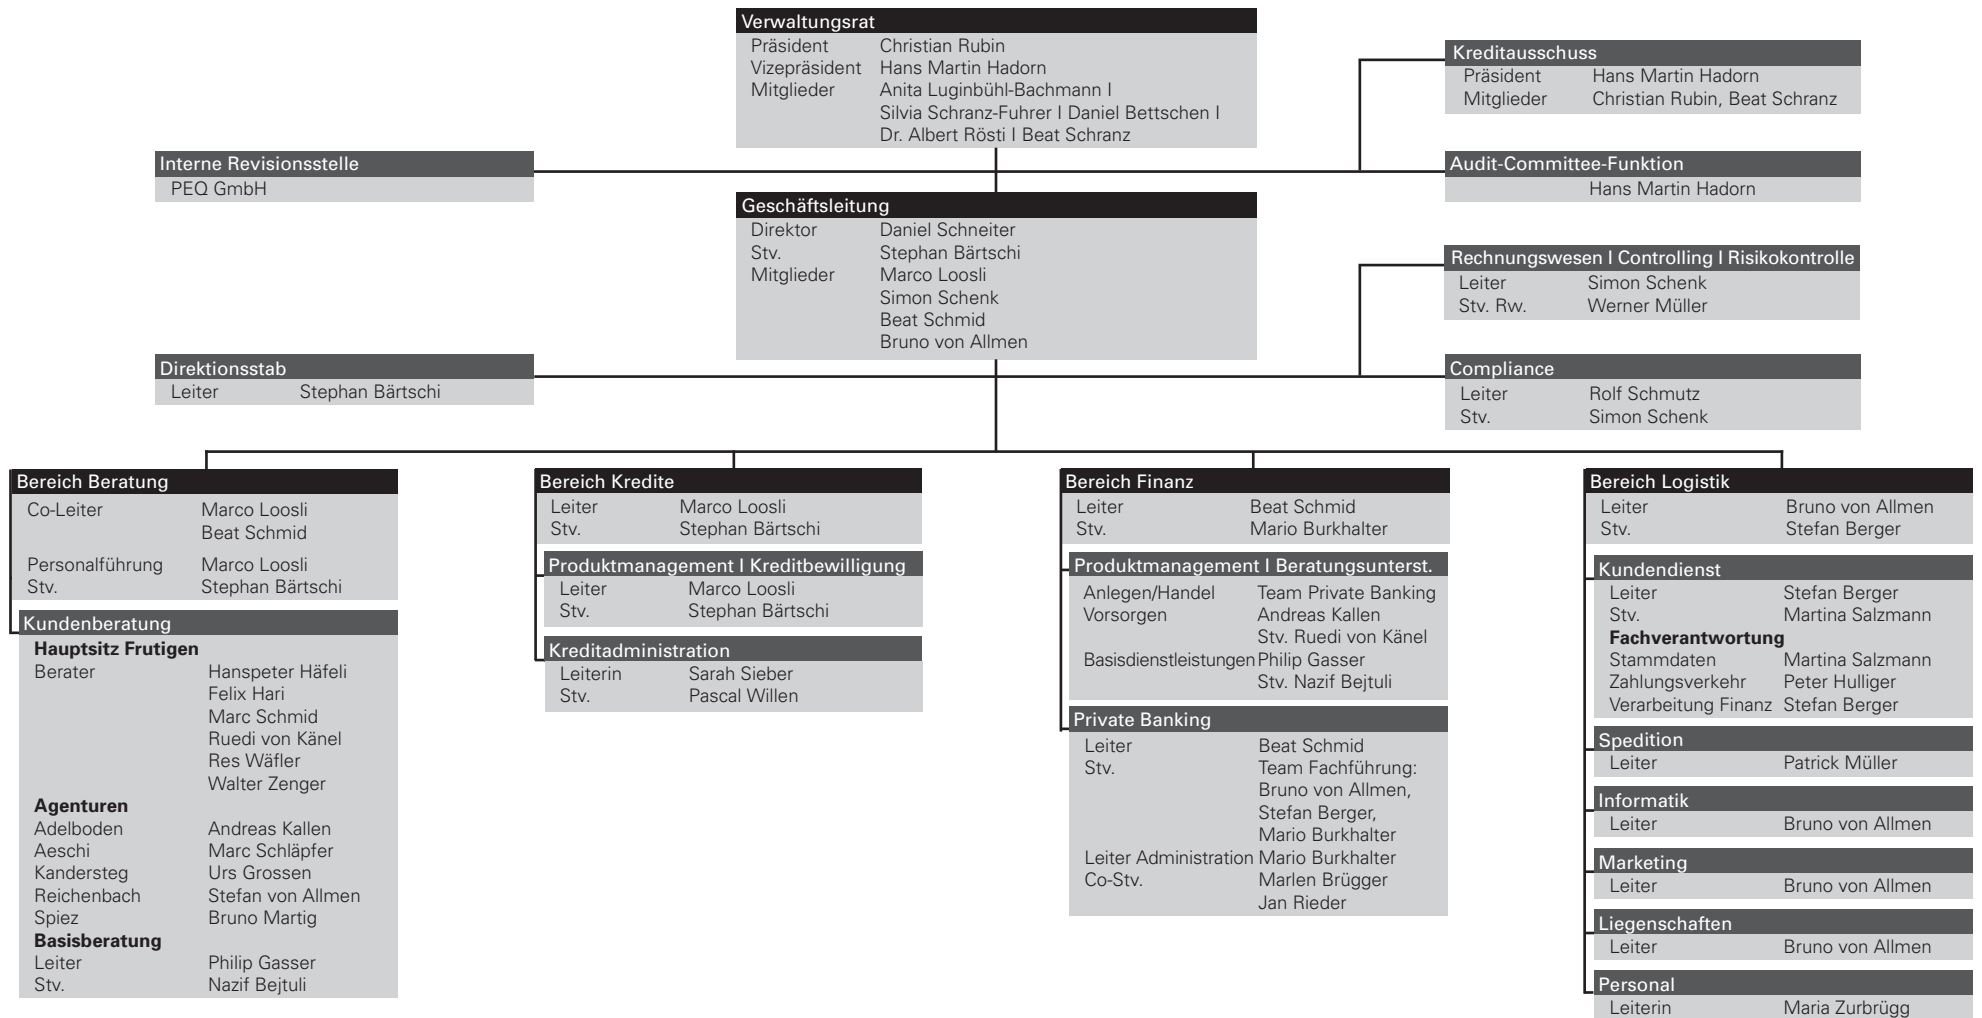 Verwaltungsrat
Präsident Christian Rubin
Vizepräsident Hans Martin Hadorn
Mitglieder Anita Luginbühl-Bachmann I
Silvia Schranz-Fuhrer I Daniel Bettschen I
Dr. Albert Rösti I Beat Schranz
Kreditausschuss
Präsident Hans Martin Hadorn
Mitglieder Christian Rubin, Beat Schranz
Interne Revisionsstelle
PEQ GmbH
Audit-Committee-Funktion
Hans Martin Hadorn
Geschäftsleitung
Direktor Daniel Schneiter
Stv. Stephan Bärtschi
Mitglieder Marco Loosli
Simon Schenk
Beat Schmid
Bruno von Allmen
Rechnungswesen I Controlling I Risikokontrolle
Leiter Simon Schenk
Stv. Rw. Werner Müller
Direktionsstab
Leiter Stephan Bärtschi
Compliance
Leiter Rolf Schmutz
Stv. Simon Schenk
Bereich Beratung
Co-Leiter Marco Loosli
Beat Schmid
Personalführung Marco Loosli
Stv. Stephan Bärtschi
Kundenberatung
Hauptsitz Frutigen
Berater Hanspeter Häfeli
Felix Hari
Marc Schmid
Ruedi von Känel
Res Wäfler
Walter Zenger
Agenturen
Adelboden Andreas Kallen
Aeschi Marc Schläpfer
Kandersteg Urs Grossen
Reichenbach Stefan von Allmen
Spiez Bruno Martig
Basisberatung
Leiter Philip Gasser
Stv. Nazif Bejtuli
Bereich Kredite
Leiter Marco Loosli
Stv. Stephan Bärtschi
Produktmanagement I Kreditbewilligung
Leiter Marco Loosli
Stv. Stephan Bärtschi
Kreditadministration
Leiterin Sarah Sieber
Stv. Pascal Willen
Bereich Finanz
Leiter Beat Schmid
Stv. Mario Burkhalter
Produktmanagement I Beratungsunterst.
Anlegen/Handel Team Private Banking
Vorsorgen Andreas Kallen
Stv. Ruedi von Känel
Basisdienstleistungen Philip Gasser
Stv. Nazif Bejtuli
Private Banking
Leiter Beat Schmid
Stv. Team Fachführung:
Bruno von Allmen,
Stefan Berger,
Mario Burkhalter
Leiter Administration Mario Burkhalter
Co-Stv. Marlen Brügger
Jan Rieder
Bereich Logistik
Leiter Bruno von Allmen
Stv. Stefan Berger
Kundendienst
Leiter Stefan Berger
Stv. Martina Salzmann
Fachverantwortung
Stammdaten Martina Salzmann
Zahlungsverkehr Peter Hulliger
Verarbeitung Finanz Stefan Berger
Spedition
Leiter Patrick Müller
Informatik
Leiter Bruno von Allmen
Marketing
Leiter Bruno von Allmen
Liegenschaften
Leiter Bruno von Allmen
Personal
Leiterin Maria Zurbrügg